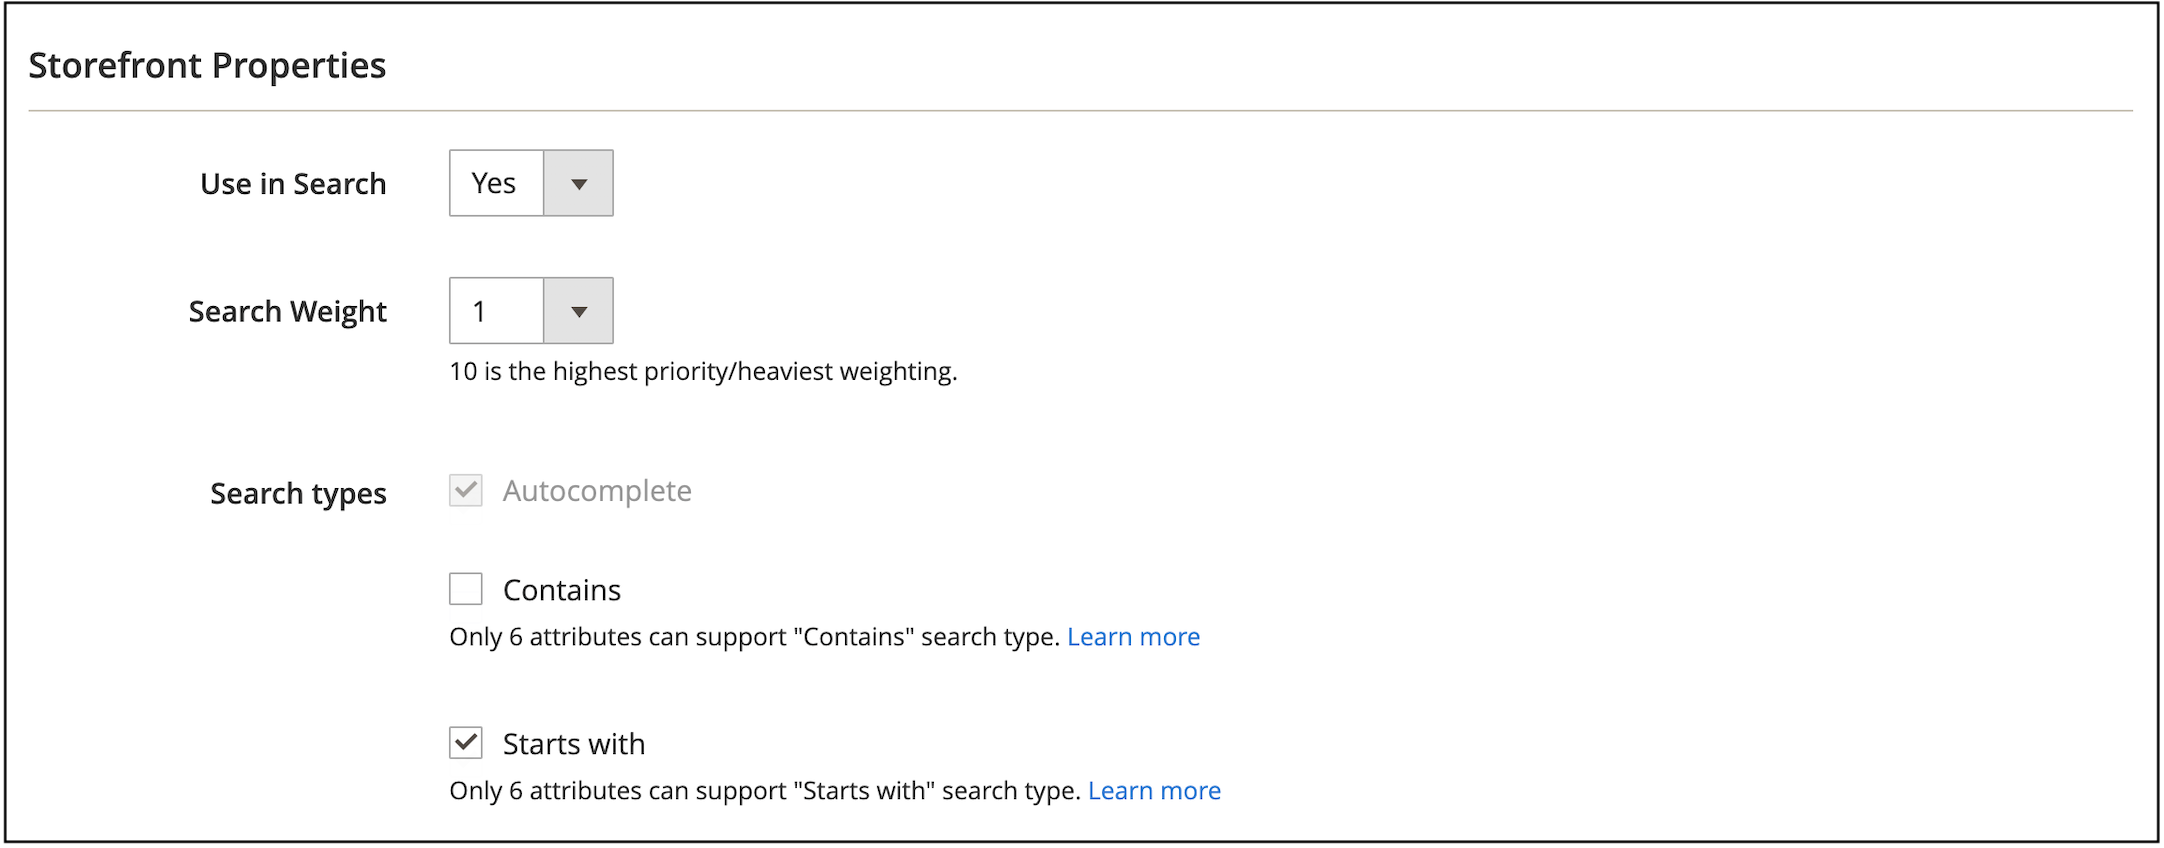 Storefront Properties
Use in Search Yes
Search Weight 1
10 is the highest priority/heaviest weighting.
Search types Autocomplete
Contains
Only 6 attributes can support "Contains" search type. Learn more
Starts with
Only 6 attributes can support "Starts with" search type. Learn more